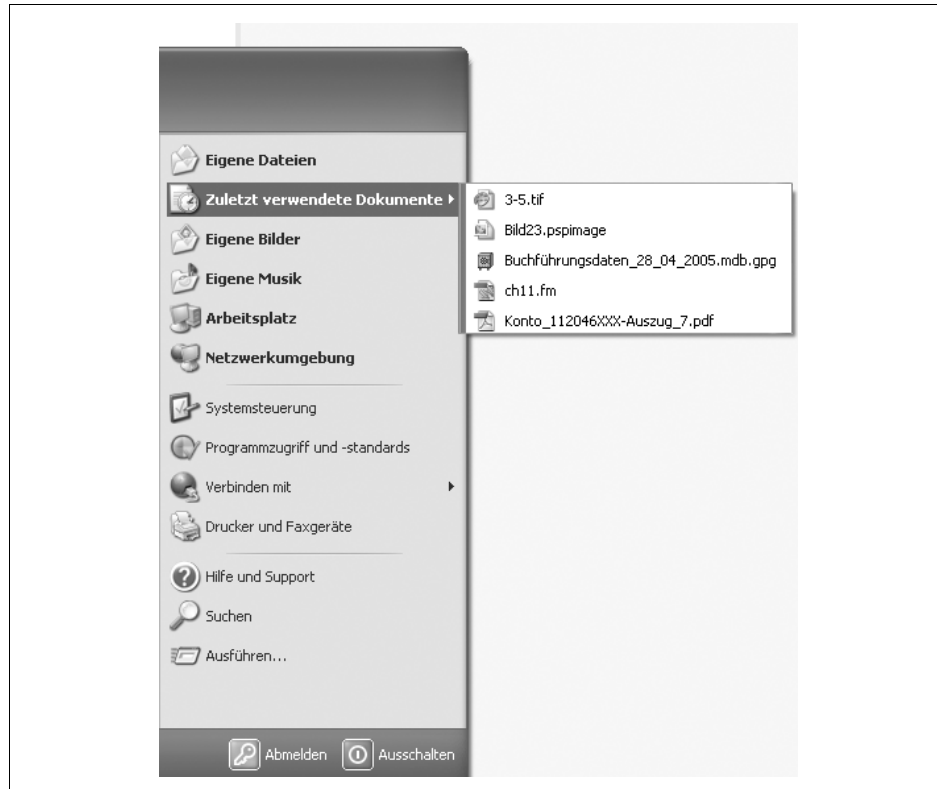 Eigene Dateien
Zuletzt verwendete Dokumente
3-5.tif
Bild23.pspimage
Buchführungsdaten_28_04_2005.mdb.gpg
ch11.fm
Konto_112046XXX-Auszug_7.pdf
Eigene Bilder
Eigene Musik
Arbeitsplatz
Netzwerkumgebung
Systemsteuerung
Programmzugriff und -standards
Verbinden mit
Drucker und Faxgeräte
Hilfe und Support
Suchen
Ausführen...
Abmelden Ausschalten